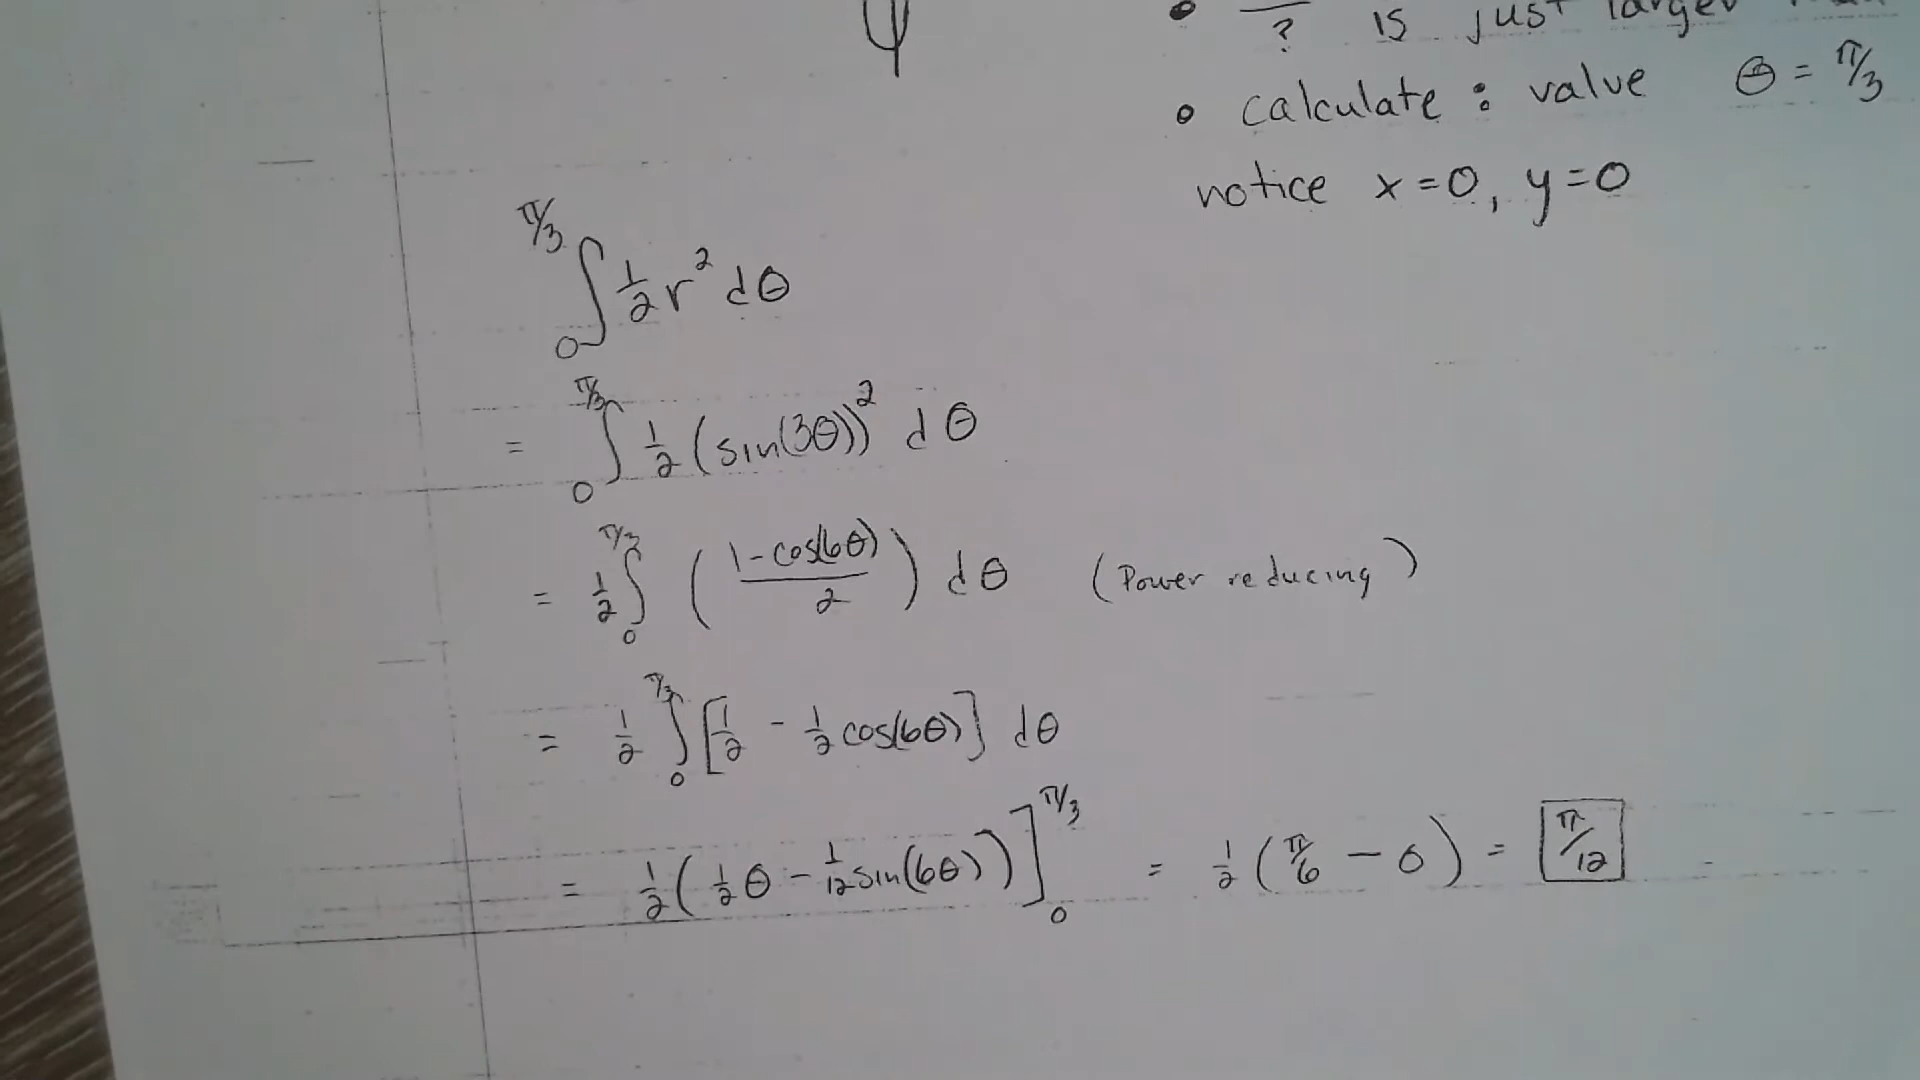 ? is just larger
• calculate : value θ = π/3
notice x=0, y=0
∫₀^{π/3} 1/2 r² dθ
= ∫₀^{π/3} 1/2 (sin(3θ))² dθ
= 1/2 ∫₀^{π/3} ( (1-cos(6θ))/2 ) dθ (Power reducing)
= 1/2 ∫₀^{π/3} [1/2 - 1/2 cos(6θ)] dθ
= 1/2 ( 1/2 θ - 1/12 sin(6θ)) ]₀^{π/3} = 1/2 (π/6 - 0) = π/12